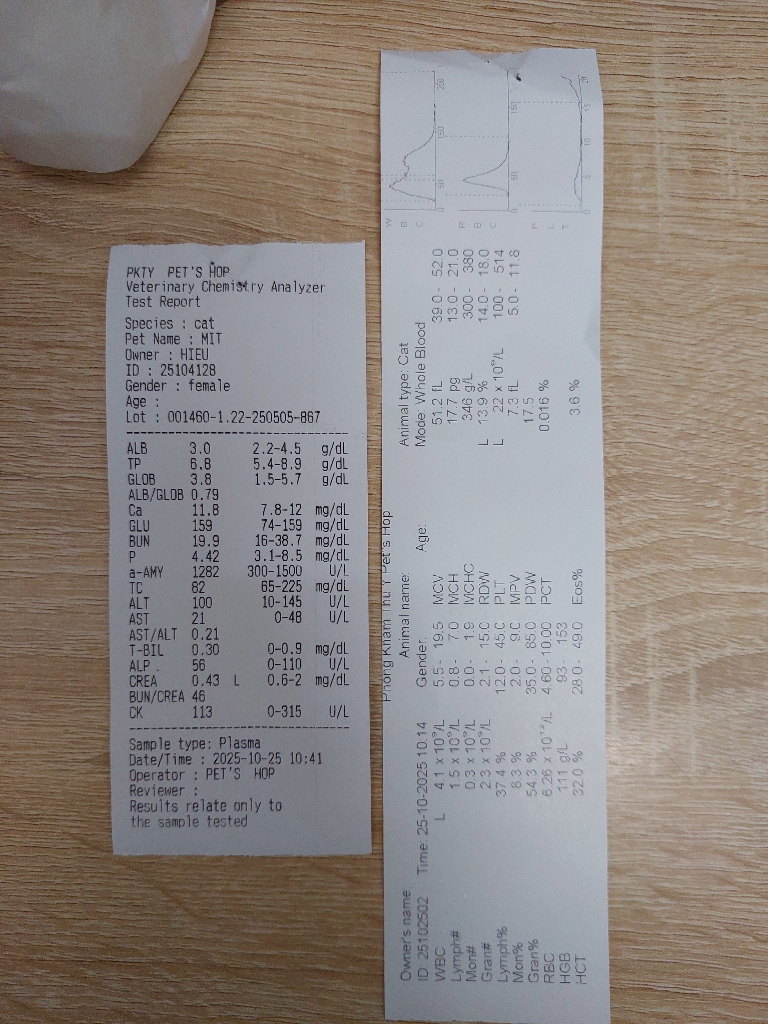 PKTY PET'S HOP
Veterinary Chemistry Analyzer
Test Report
Species : cat
Pet Name : MIT
Owner : HIEU
ID : 25104128
Gender : female
Age :
Lot : 001460-1.22-250505-867
ALB 3.0 2.2-4.5 g/dL
TP 6.8 5.4-8.9 g/dL
GLOB 3.8 1.5-5.7 g/dL
ALB/GLOB 0.79
Ca 11.8 7.8-12 mg/dL
GLU 159 74-159 mg/dL
BUN 19.9 16-38.7 mg/dL
P 4.42 3.1-8.5 mg/dL
a-AMY 1282 300-1500 U/L
TC 82 65-225 mg/dL
ALT 100 10-145 U/L
AST 21 0-48 U/L
AST/ALT 0.21
T-BIL 0.30 0-0.9 mg/dL
ALP 56 0-110 U/L
CREA 0.43 L 0.6-2 mg/dL
BUN/CREA 46
CK 113 0-315 U/L
Sample type: Plasma
Date/Time : 2025-10-25 10:41
Operator : PET'S HOP
Reviewer :
Results relate only to
the sample tested
Phòng Khám Thú Y Pet's Hop
Owner's name Animal name: Animal type: Cat
ID: 25102502 Time: 25-10-2025 10:14 Gender: Age: Mode: Whole Blood
WBC L 4.1 x 10⁹/L 5.5 - 19.5 MCV 51.2 fL 39.0 - 52.0
Lymph# 1.5 x 10⁹/L 0.8 - 7.0 MCH 17.7 pg 13.0 - 21.0
Mon# 0.3 x 10⁹/L 0.0 - 1.9 MCHC 346 g/L 300 - 380
Gran# 2.3 x 10⁹/L 2.1 - 15.0 RDW L 13.9 % 14.0 - 18.0
Lymph% 37.4 % 12.0 - 45.0 PLT L 22 x 10⁹/L 100 - 514
Mon% 8.3 % 2.0 - 9.0 MPV 7.3 fL 5.0 - 11.8
Gran% 54.3 % 35.0 - 85.0 PDW 17.5
RBC 6.26 x 10¹²/L 4.60 - 10.00 PCT 0.016 %
HGB 111 g/L 93 - 153
HCT 32.0 % 28.0 - 49.0 Eos% 3.6 %
WBC
50 150 250
RBC
50 150
PLT
0 5 10 15 20